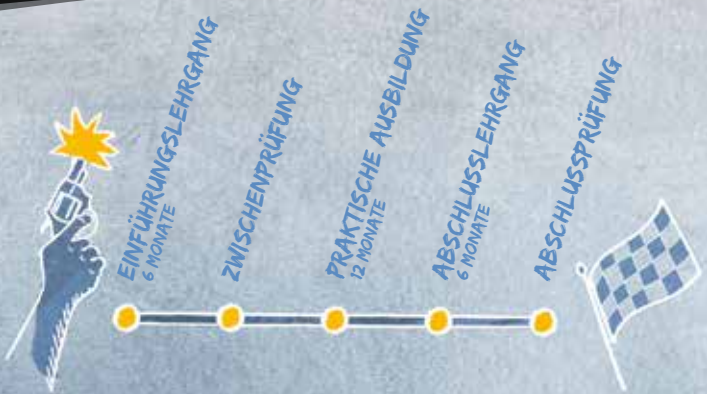 EINFÜHRUNGSLEHRGANG
6 MONATE
ZWISCHENPRÜFUNG
PRAKTISCHE AUSBILDUNG
12 MONATE
ABSCHLUSSLEHRGANG
6 MONATE
ABSCHLUSSPRÜFUNG